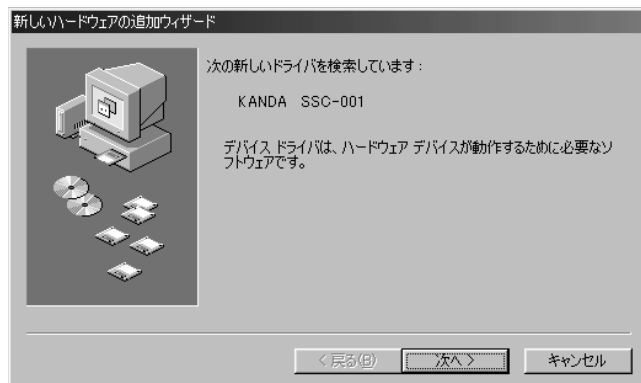 新しいハードウェアの追加ウィザード
次の新しいドライバを検索しています：
KANDA SSC-001
デバイス ドライバは、ハードウェア デバイスが動作するために必要なソ
フトウェアです。
< 戻る(B)
次へ >
キャンセル